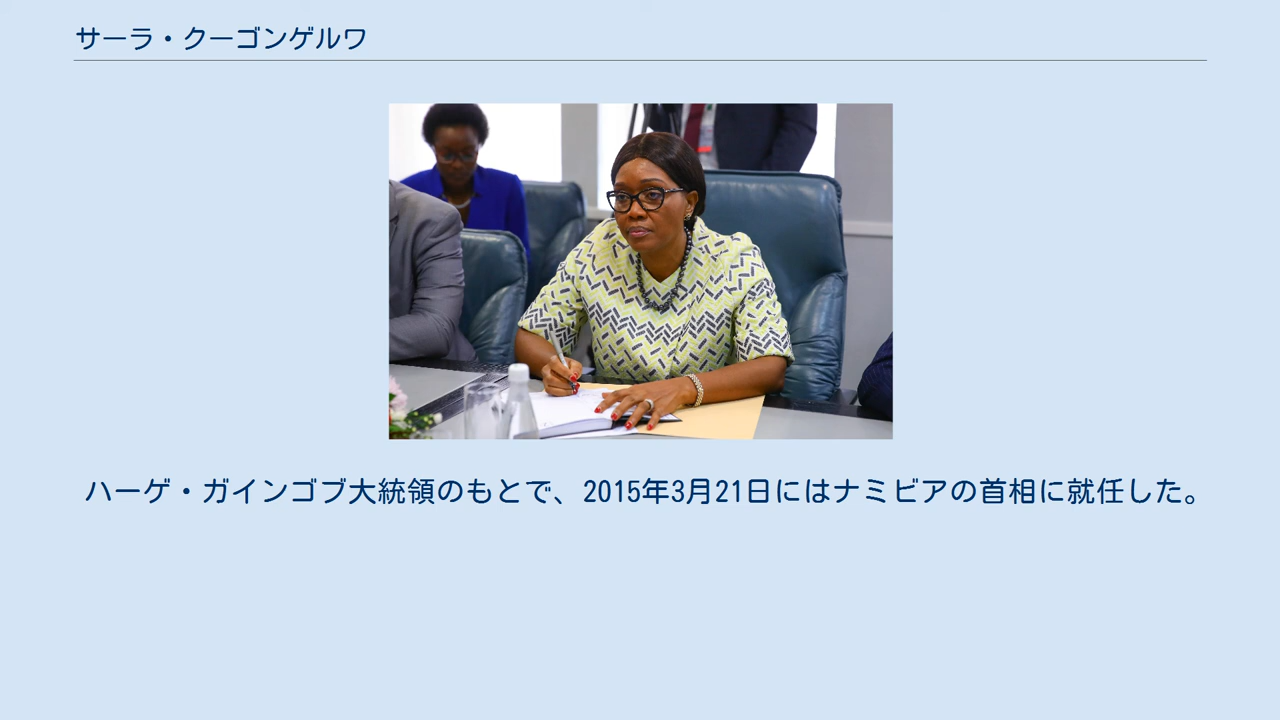 サーラ・クーゴンゲルワ
ハーゲ・ガインゴブ大統領のもとで、2015年3月21日にはナミビアの首相に就任した。